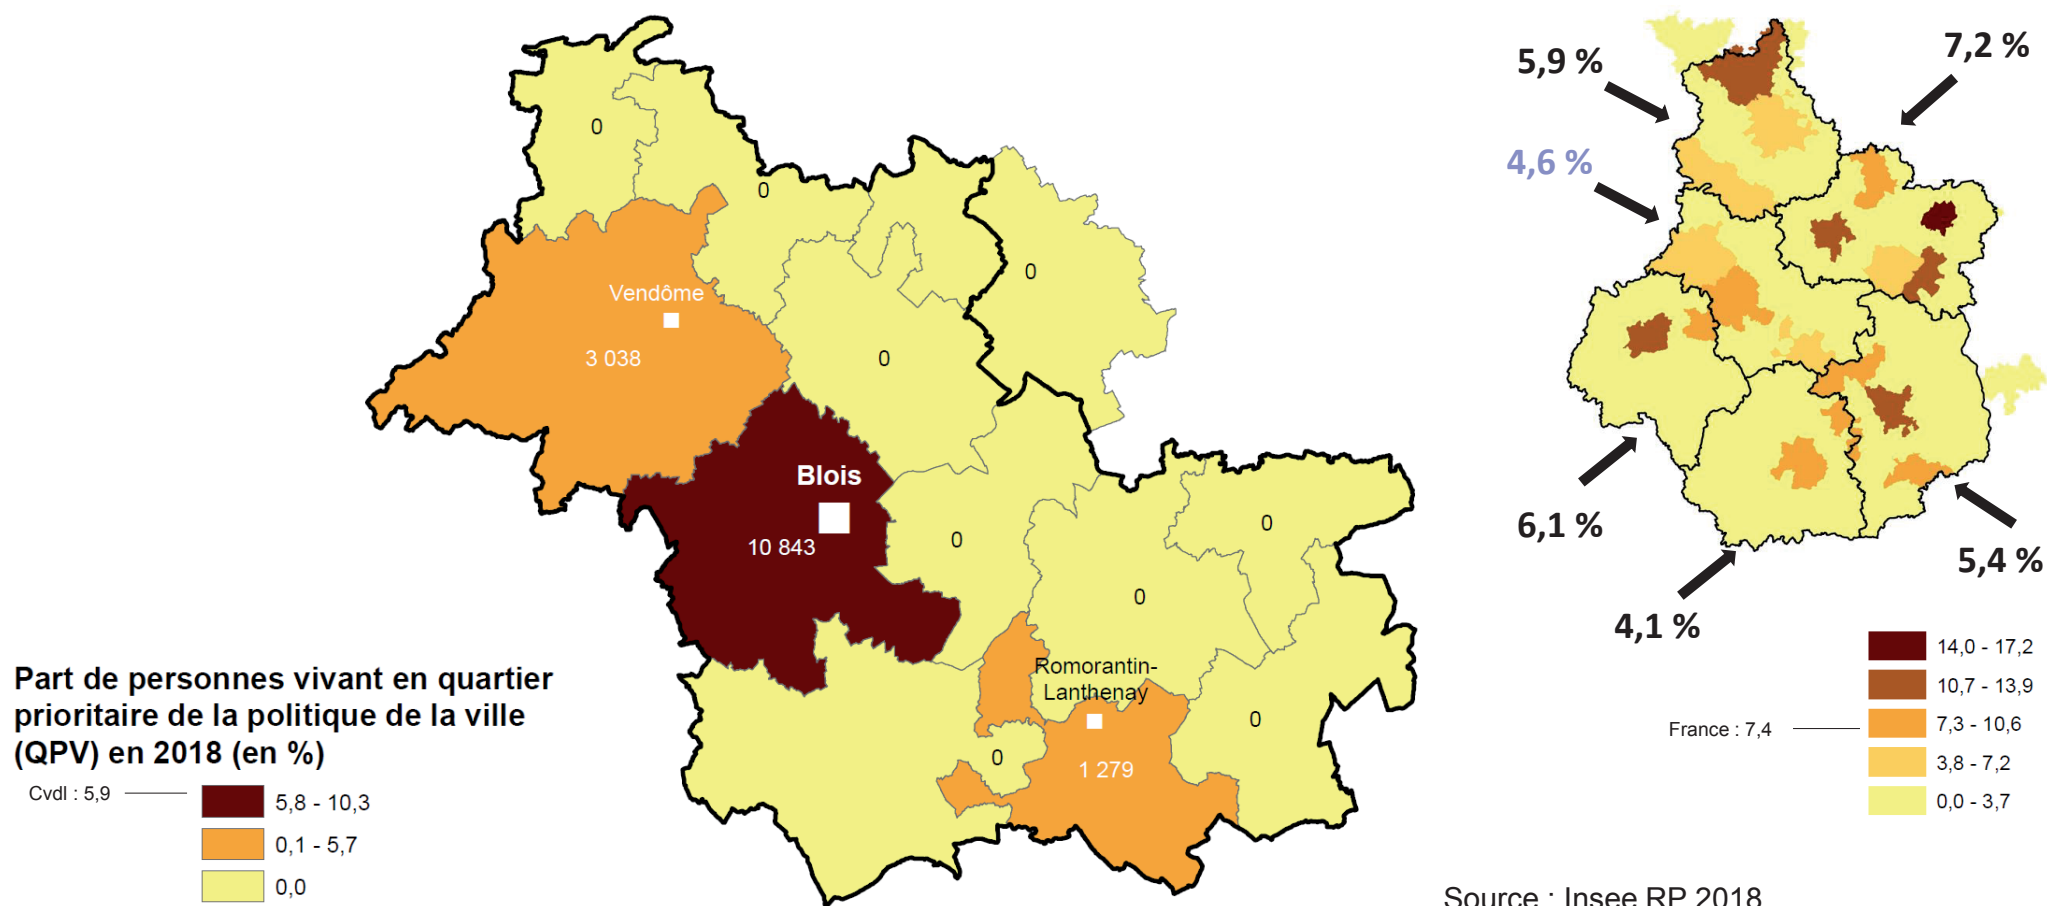 0
0
0
Vendôme
3 038
0
Blois
10 843
0
0
0
Romorantin-
Lanthenay
0
0
1 279
Part de personnes vivant en quartier
prioritaire de la politique de la ville
(QPV) en 2018 (en %)
Cvdl : 5,9
5,8 - 10,3
0,1 - 5,7
0,0
5,9 %
7,2 %
4,6 %
6,1 %
5,4 %
4,1 %
France : 7,4
14,0 - 17,2
10,7 - 13,9
7,3 - 10,6
3,8 - 7,2
0,0 - 3,7
Source : Insee RP 2018